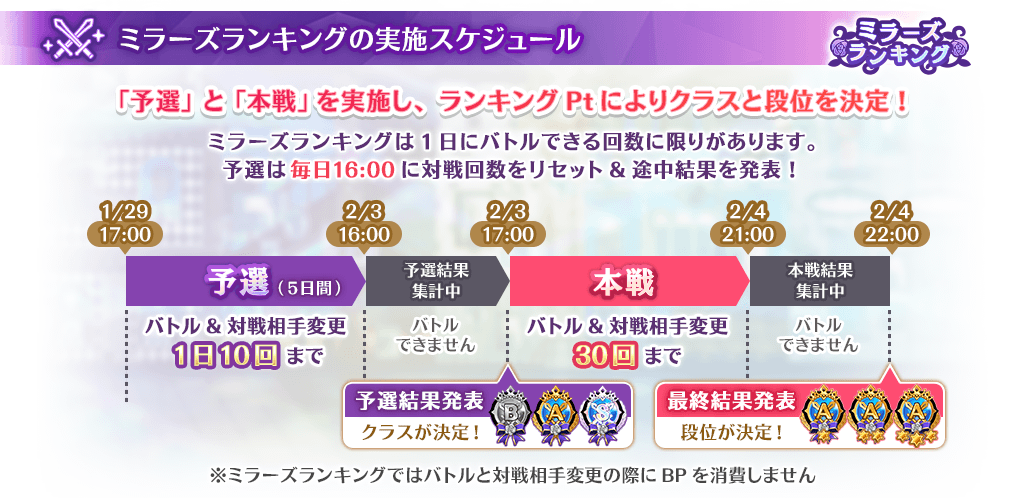 ミラーズランキングの実施スケジュール
ミラーズ
ランキング
「予選」と「本戦」を実施し、ランキングPtによりクラスと段位を決定！
ミラーズランキングは1日にバトルできる回数に限りがあります。
予選は毎日16:00に対戦回数をリセット＆途中結果を発表！
1/29
17:00
2/3
16:00
2/3
17:00
2/4
21:00
2/4
22:00
予選（5日間）
予選結果
集計中
本戦
本戦結果
集計中
バトル＆対戦相手変更
1日10回まで
バトル
できません
バトル＆対戦相手変更
30回まで
バトル
できません
予選結果発表
クラスが決定！
B
A
S
最終結果発表
段位が決定！
A
A
A
※ミラーズランキングではバトルと対戦相手変更の際にBPを消費しません